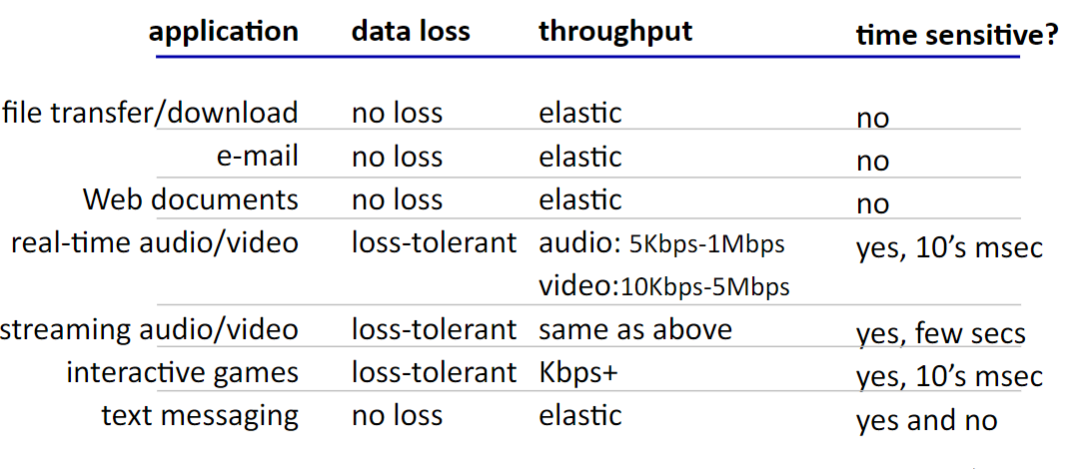 application data loss throughput time sensitive?
file transfer/download no loss elastic no
e-mail no loss elastic no
Web documents no loss elastic no
real-time audio/video loss-tolerant audio: 5Kbps-1Mbps yes, 10’s msec
video:10Kbps-5Mbps
streaming audio/video loss-tolerant same as above yes, few secs
interactive games loss-tolerant Kbps+ yes, 10’s msec
text messaging no loss elastic yes and no